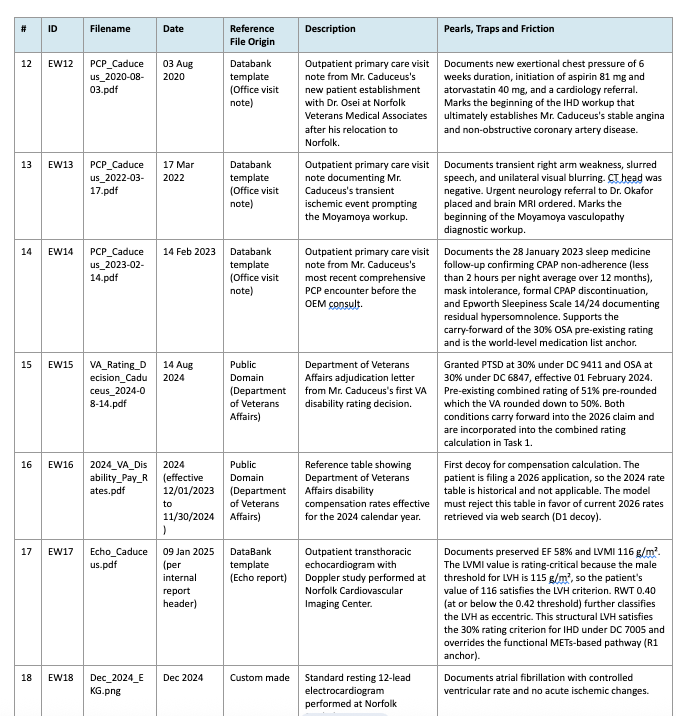 # ID Filename Date Reference File Origin Description Pearls, Traps and Friction
12 EW12 PCP_Caduce
us_2020-08-
03.pdf
03 Aug
2020
Databank
template
(Office visit
note)
Outpatient primary care visit
note from Mr. Caduceus's
new patient establishment
with Dr. Osei at Norfolk
Veterans Medical Associates
after his relocation to
Norfolk.
Documents new exertional chest pressure of 6
weeks duration, initiation of aspirin 81 mg and
atorvastatin 40 mg, and a cardiology referral.
Marks the beginning of the IHD workup that
ultimately establishes Mr. Caduceus's stable angina
and non-obstructive coronary artery disease.
13 EW13 PCP_Caduce
us_2022-03-
17.pdf
17 Mar
2022
Databank
template
(Office visit
note)
Outpatient primary care visit
note documenting Mr.
Caduceus's transient
ischemic event prompting
the Moyamoya workup.
Documents transient right arm weakness, slurred
speech, and unilateral visual blurring. CT head was
negative. Urgent neurology referral to Dr. Okafor
placed and brain MRI ordered. Marks the
beginning of the Moyamoya vasculopathy
diagnostic workup.
14 EW14 PCP_Caduce
us_2023-02-
14.pdf
14 Feb 2023
Databank
template
(Office visit
note)
Outpatient primary care visit
note from Mr. Caduceus's
most recent comprehensive
PCP encounter before the
OEM consult.
Documents the 28 January 2023 sleep medicine
follow-up confirming CPAP non-adherence (less
than 2 hours per night average over 12 months),
mask intolerance, formal CPAP discontinuation,
and Epworth Sleepiness Scale 14/24 documenting
residual hypersomnolence. Supports the
carry-forward of the 30% OSA pre-existing rating
and is the world-level medication list anchor.
15 EW15 VA_Rating_D
ecision_Cadu
ceus_2024-0
8-14.pdf
14 Aug
2024
Public
Domain
(Department
of Veterans
Affairs)
Department of Veterans
Affairs adjudication letter
from Mr. Caduceus's first VA
disability rating decision.
Granted PTSD at 30% under DC 9411 and OSA at
30% under DC 6847, effective 01 February 2024.
Pre-existing combined rating of 51% pre-rounded
which the VA rounded down to 50%. Both
conditions carry forward into the 2026 claim and
are incorporated into the combined rating
calculation in Task 1.
16 EW16 2024_VA_Dis
ability_Pay_R
ates.pdf
2024
(effective
12/01/2023
to
11/30/2024
)
Public
Domain
(Department
of Veterans
Affairs)
Reference table showing
Department of Veterans
Affairs disability
compensation rates effective
for the 2024 calendar year.
First decoy for compensation calculation. The
patient is filing a 2026 application, so the 2024 rate
table is historical and not applicable. The model
must reject this table in favor of current 2026 rates
retrieved via web search (D1 decoy).
17 EW17 Echo_Caduce
us.pdf
09 Jan 2025
(per
internal
report
header)
DataBank
template
(Echo report)
Outpatient transthoracic
echocardiogram with
Doppler study performed at
Norfolk Cardiovascular
Imaging Center.
Documents preserved EF 58% and LVMI 116 g/m².
The LVMI value is rating-critical because the male
threshold for LVH is 115 g/m², so the patient's
value of 116 satisfies the LVH criterion. RWT 0.40
(at or below the 0.42 threshold) further classifies
the LVH as eccentric. This structural LVH satisfies
the 30% rating criterion for IHD under DC 7005 and
overrides the functional METs-based pathway (R1
anchor).
18 EW18 Dec_2024_E
KG.png
Dec 2024
Custom made
Standard resting 12-lead
electrocardiogram
performed at Norfolk
Documents atrial fibrillation with controlled
ventricular rate and no acute ischemic changes.